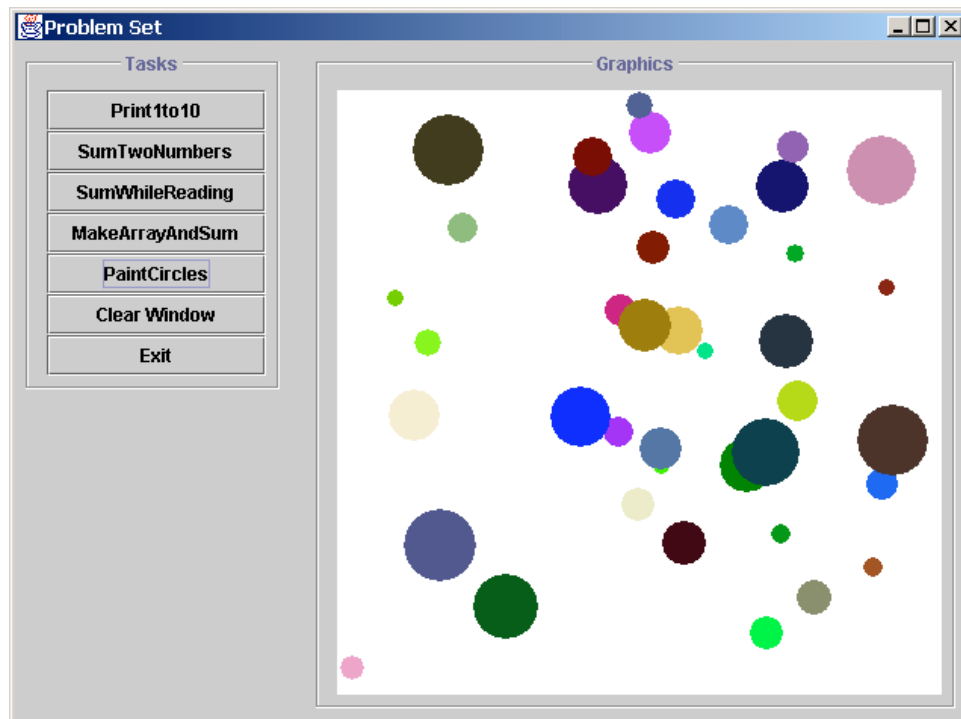 Problem Set
Tasks
Print1to10
SumTwoNumbers
SumWhileReading
MakeArrayAndSum
PaintCircles
Clear Window
Exit
Graphics